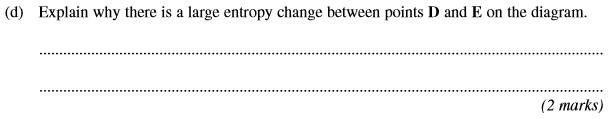 (d) Explain why there is a large entropy change between points D and E on the diagram.
(2 marks)